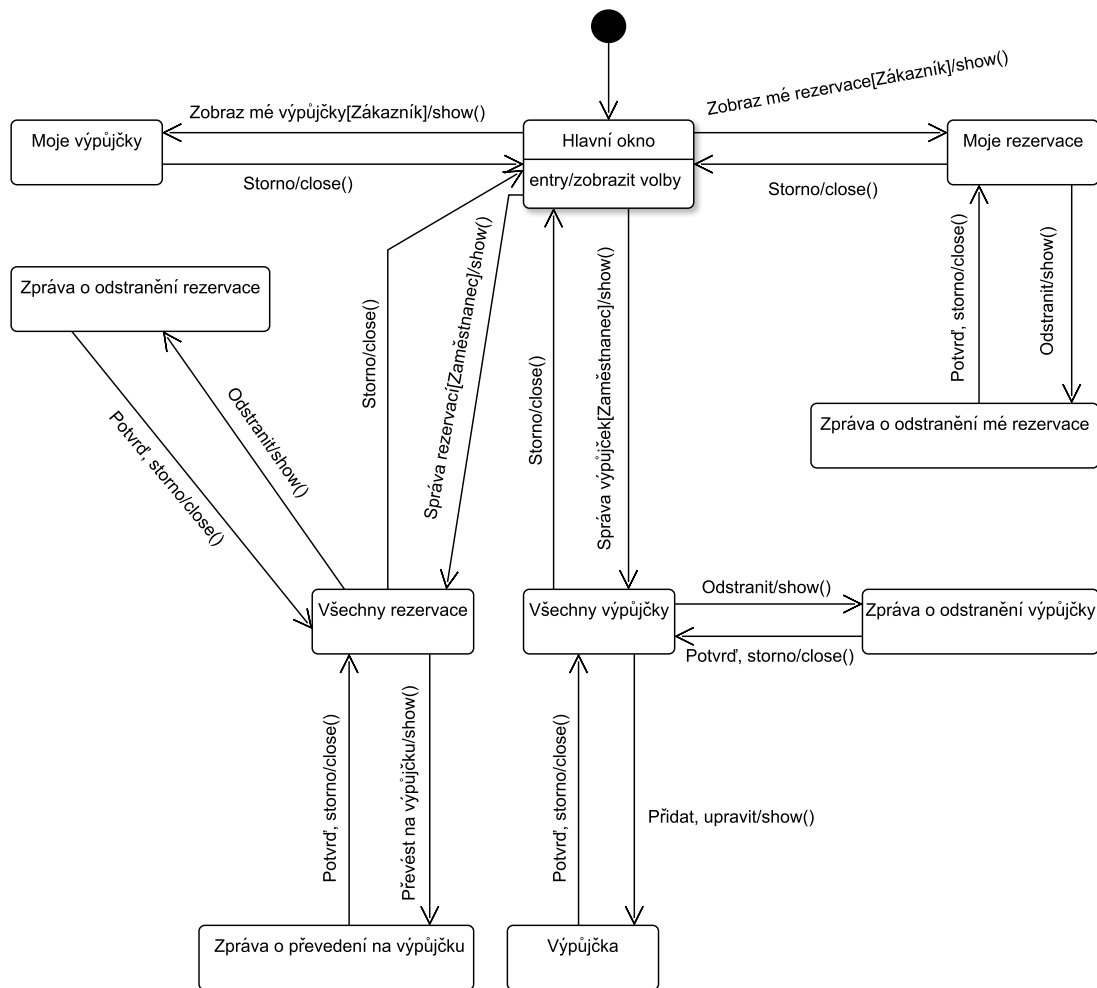 Zobraz mé rezervace[Zákazník]/show()
Zobraz mé výpůjčky[Zákazník]/show()
Moje výpůjčky
Hlavní okno
Moje rezervace
entry/zobrazit volby
Storno/close()
Storno/close()
Zpráva o odstranění rezervace
Storno/close()
Správa rezervací[Zaměstnanec]/show()
Storno/close()
Správa výpůjček[Zaměstnanec]/show()
Potvrď, storno/close()
Odstranit/show()
Potvrď, storno/close()
Odstranit/show()
Zpráva o odstranění mé rezervace
Všechny rezervace
Všechny výpůjčky
Odstranit/show()
Zpráva o odstranění výpůjčky
Potvrď, storno/close()
Potvrď, storno/close()
Převést na výpůjčku/show()
Potvrď, storno/close()
Přidat, upravit/show()
Zpráva o převedení na výpůjčku
Výpůjčka